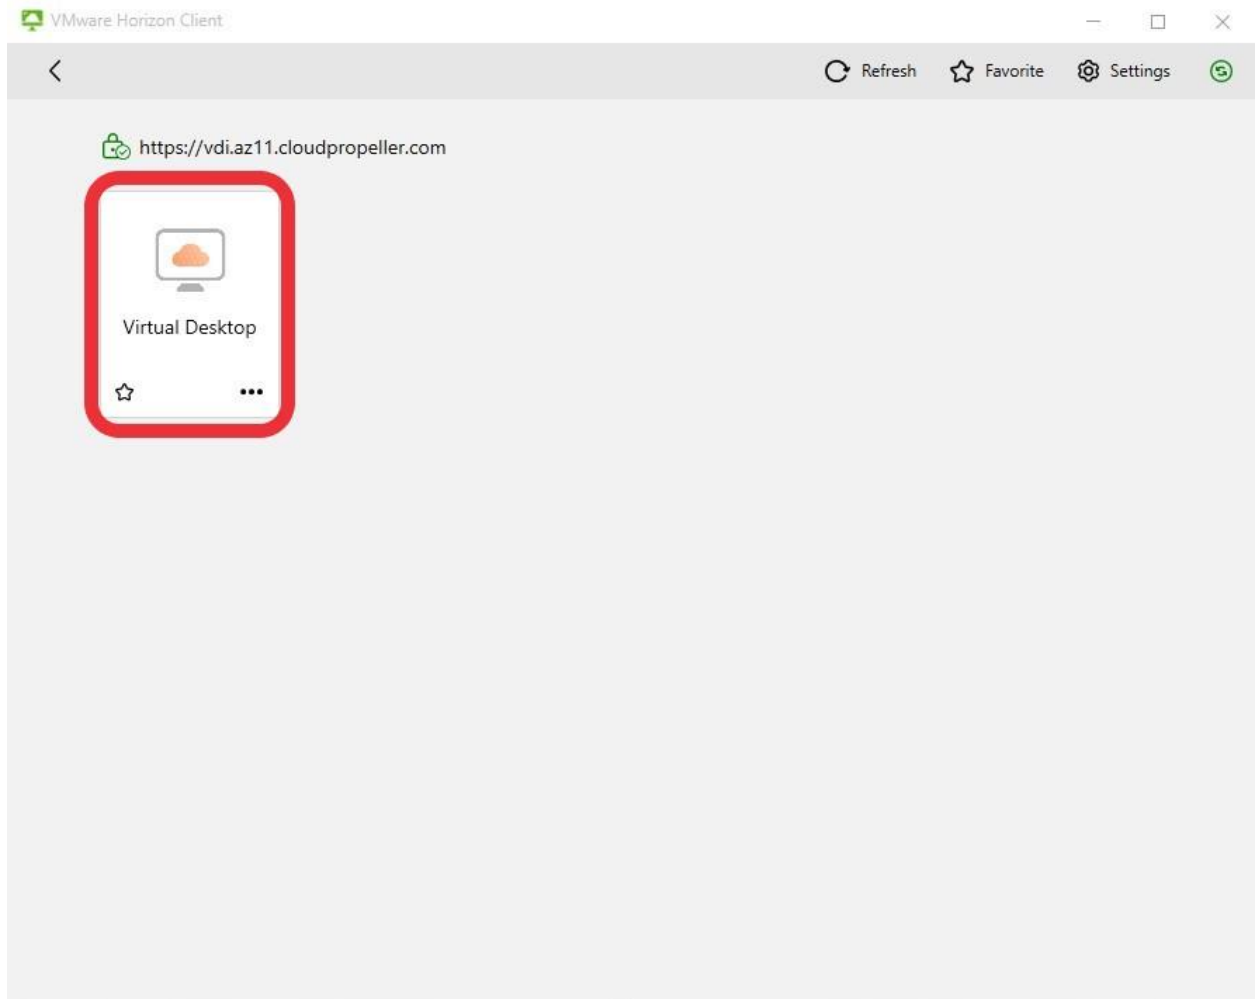 VMware Horizon Client
Refresh Favorite Settings
https://vdi.az11.cloudpropeller.com
Virtual Desktop